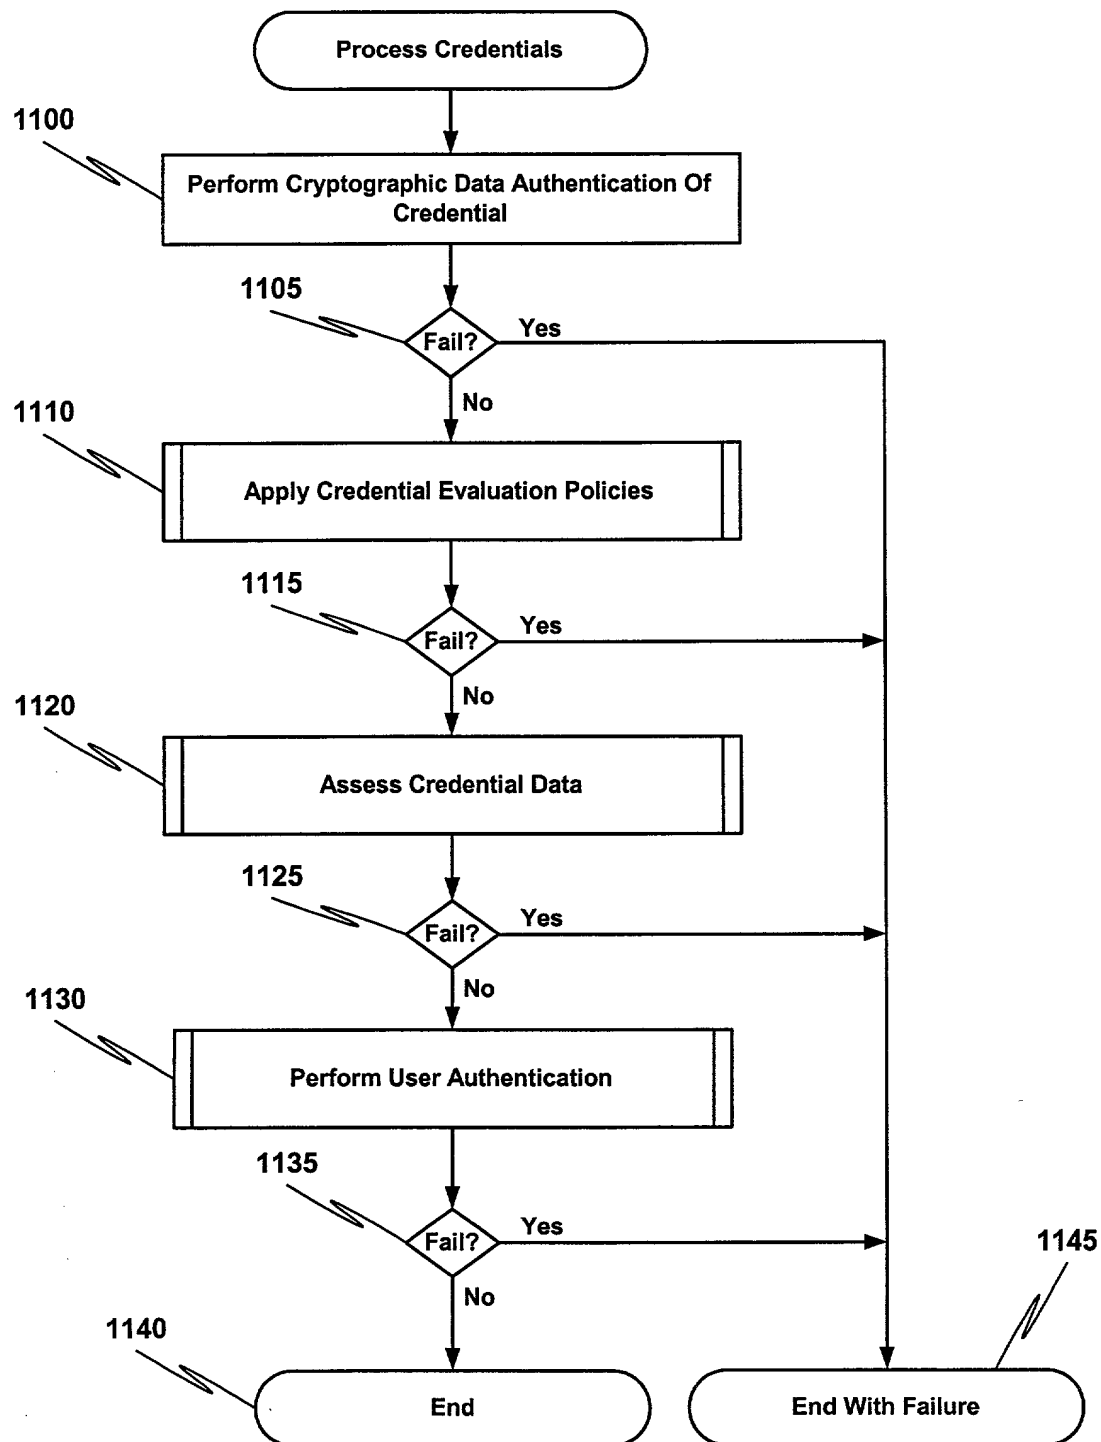 Process Credentials
1100
Perform Cryptographic Data Authentication Of
Credential
1105
Fail?
Yes
No
1110
Apply Credential Evaluation Policies
1115
Fail?
Yes
No
1120
Assess Credential Data
1125
Fail?
Yes
No
1130
Perform User Authentication
1135
Fail?
Yes
No
1145
1140
End
End With Failure